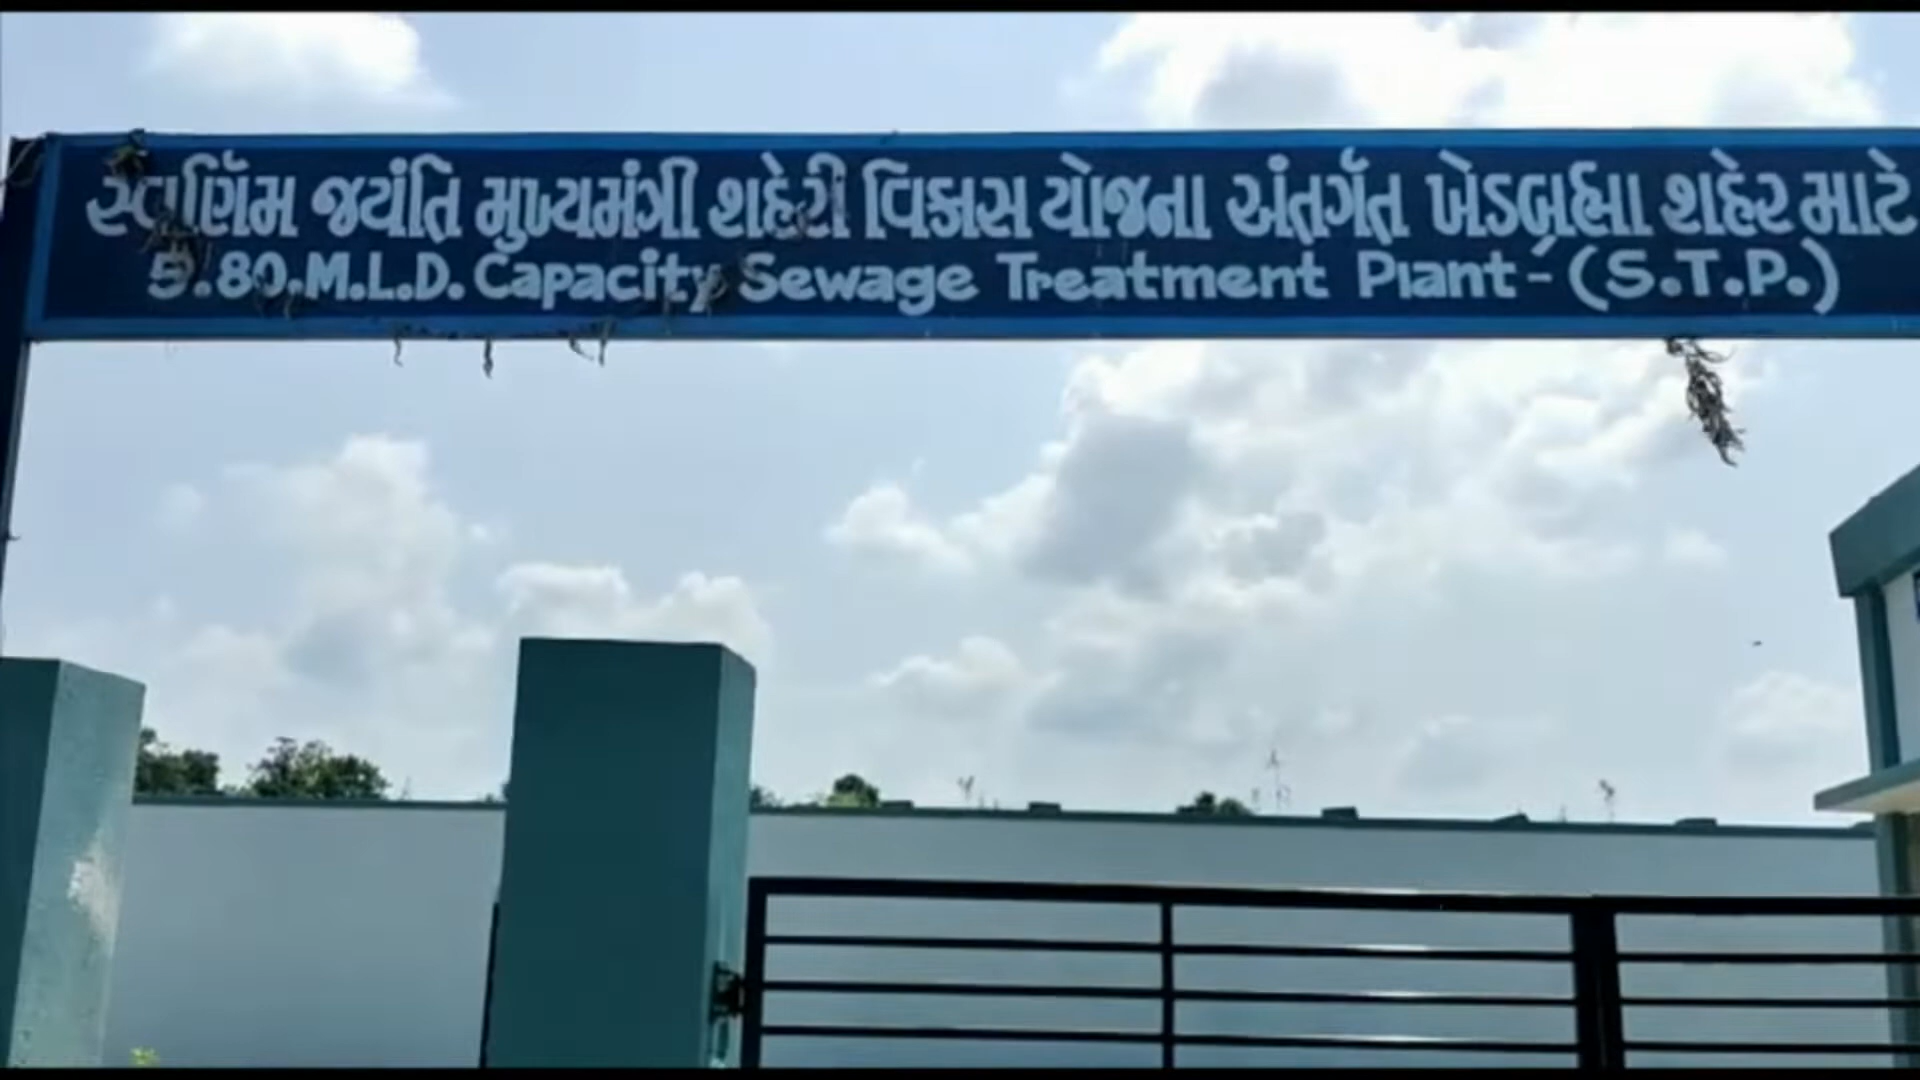 સ્વર્ણિમ જયંતિ મુખ્યમંત્રી શહેરી વિકાસ યોજના અંતર્ગત ખેડબ્રહ્મા શહેર માટે
5.80.M.L.D. Capacity Sewage Treatment Plant-(S.T.P.)